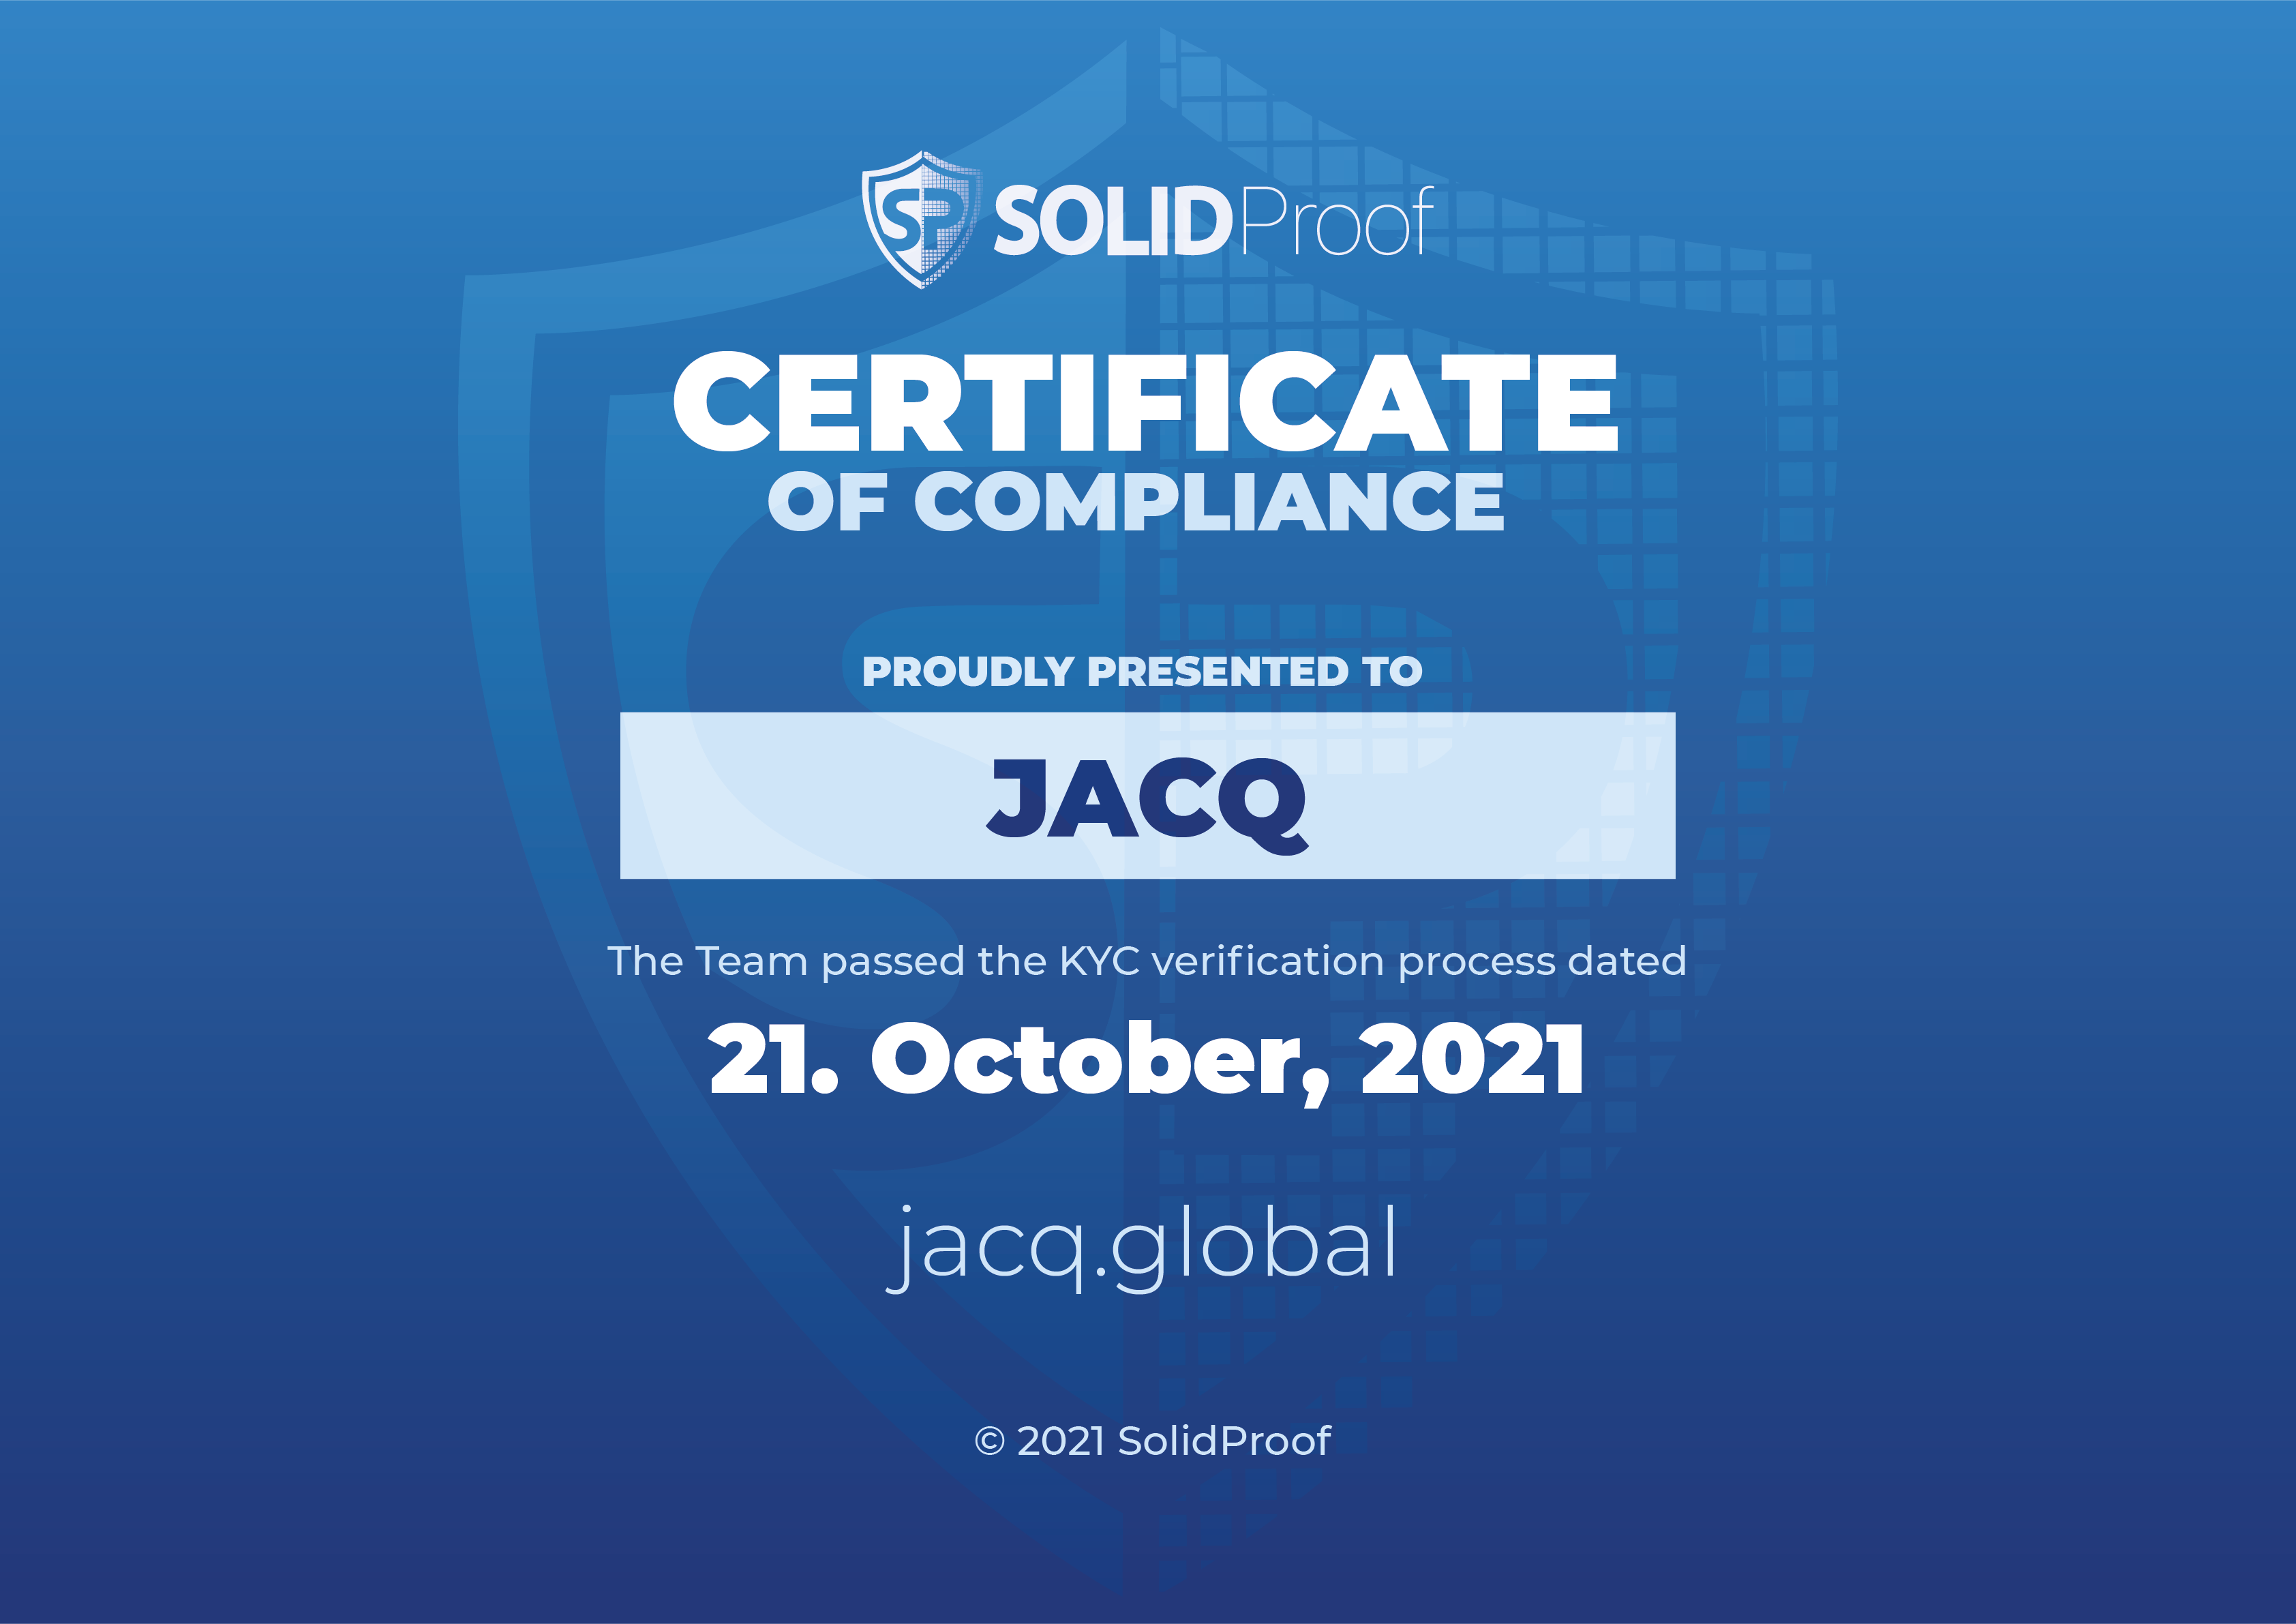 SP SOLIDProof
CERTIFICATE
OF COMPLIANCE
PROUDLY PRESENTED TO
JACQ
The Team passed the KYC verification process dated
21. October, 2021
jacq.global
© 2021 SolidProof